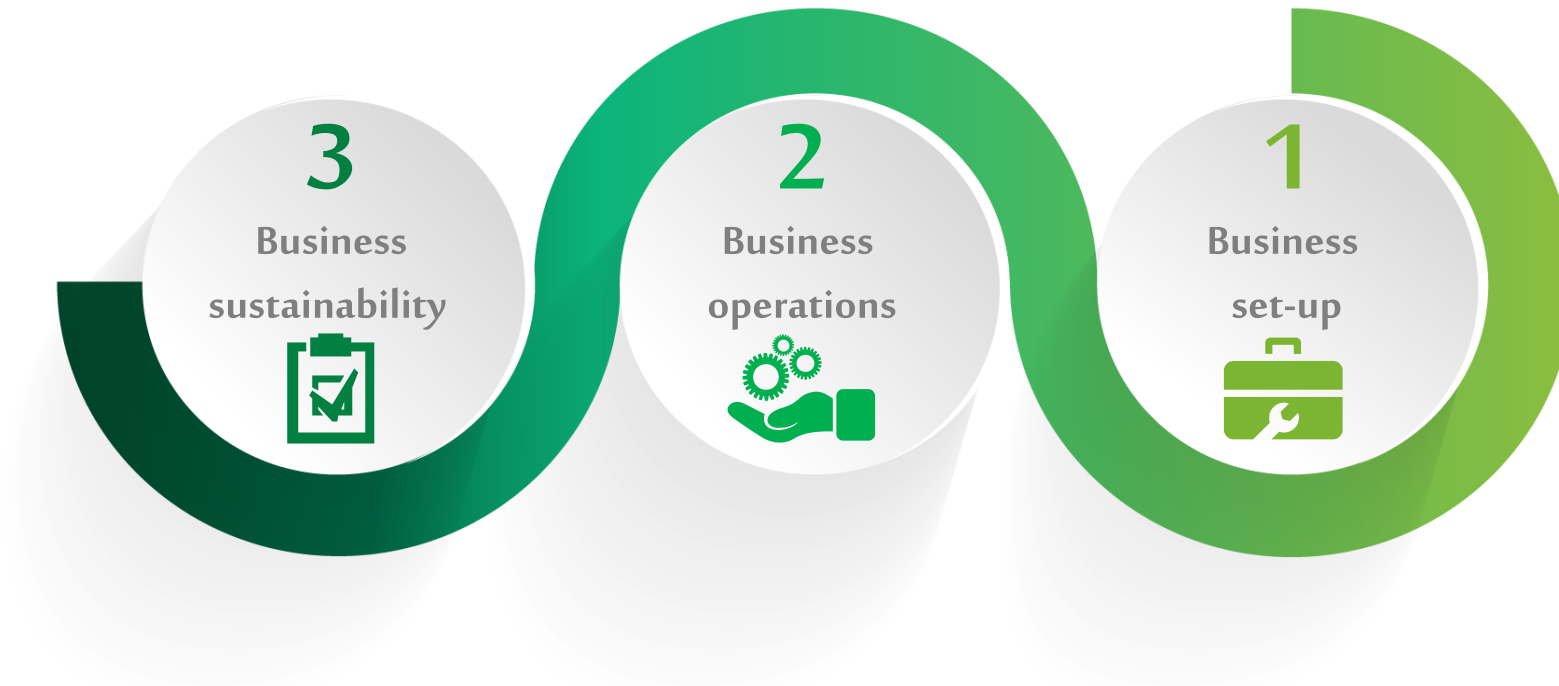 3
Business
sustainability
2
Business
operations
1
Business
set-up